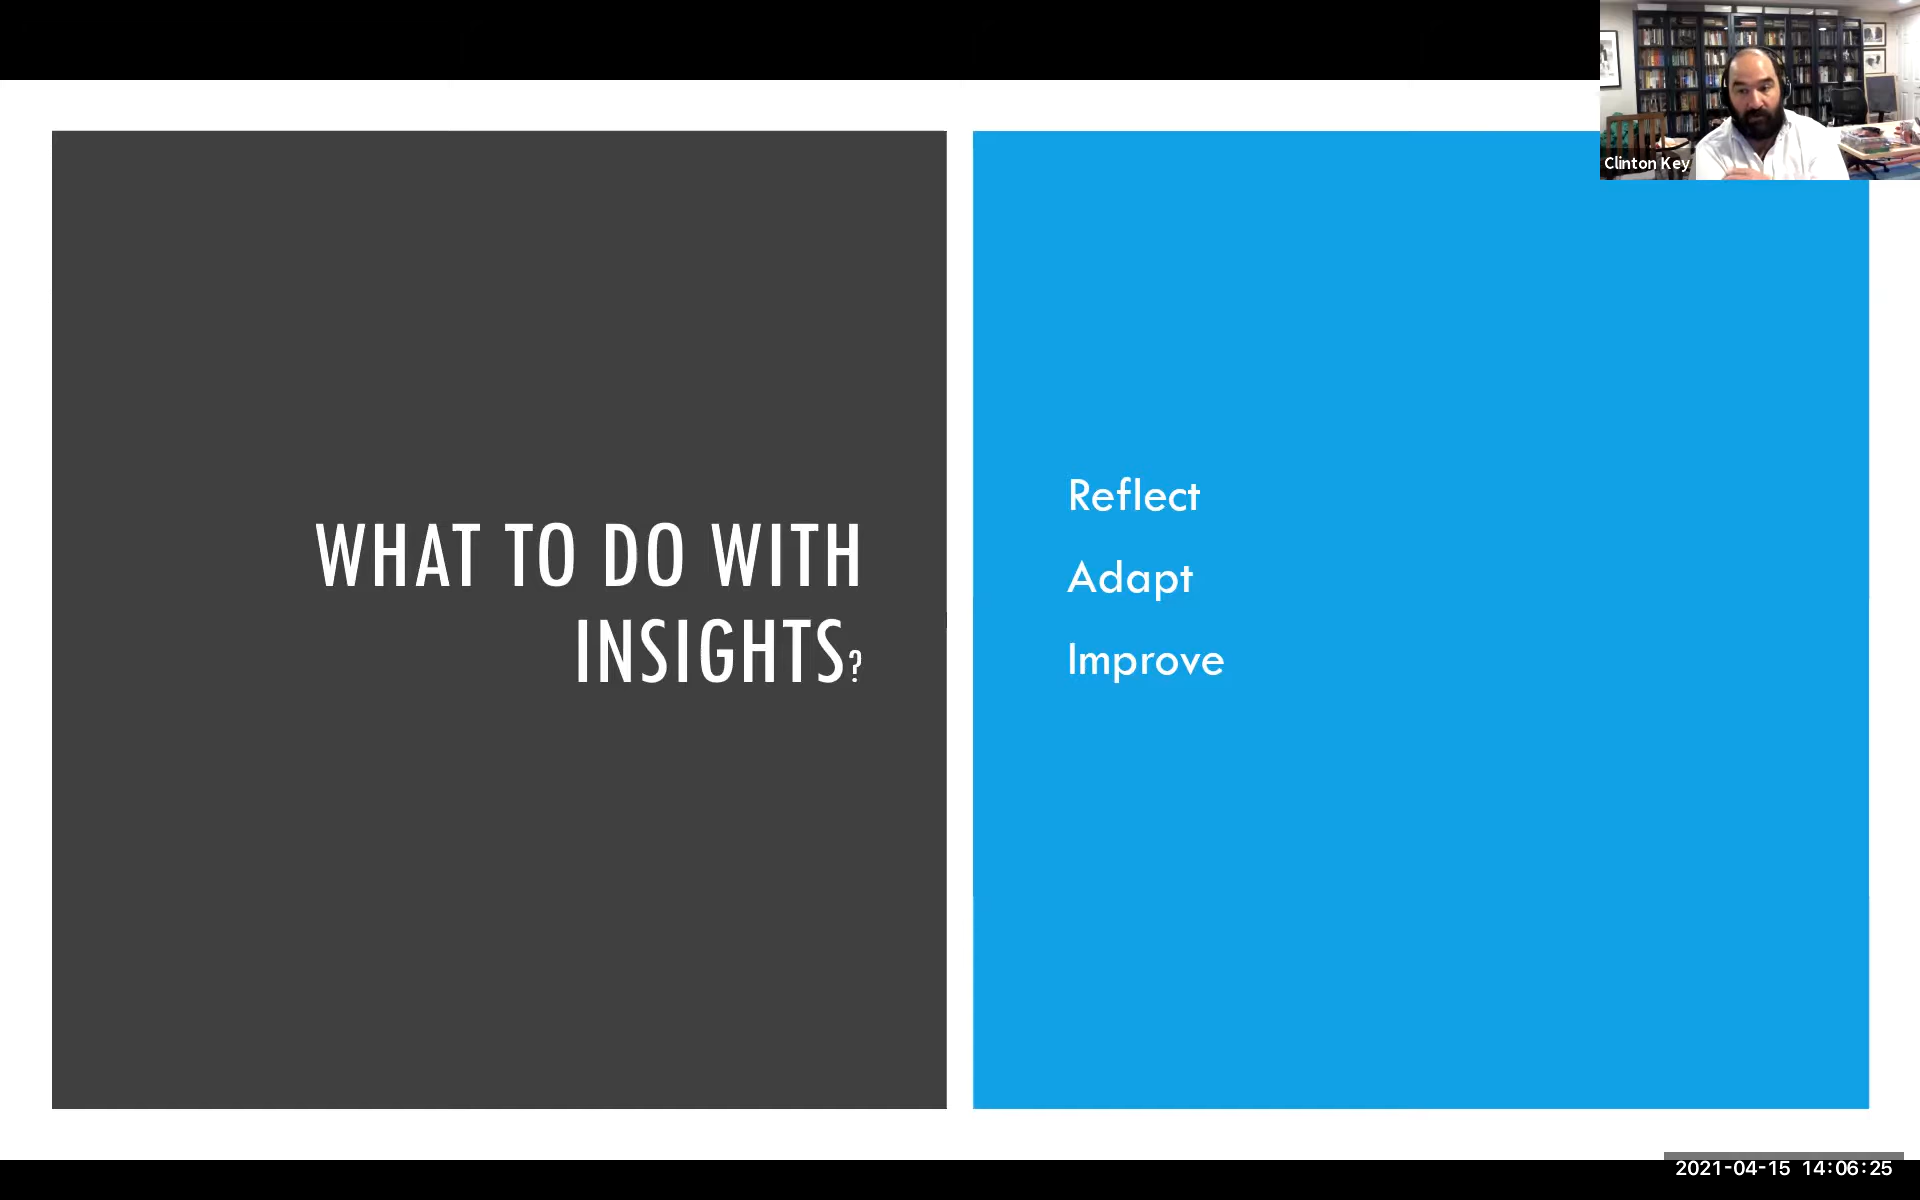 Clinton Key
WHAT TO DO WITH
INSIGHTS?
Reflect
Adapt
Improve
2021-04-15 14:06:25